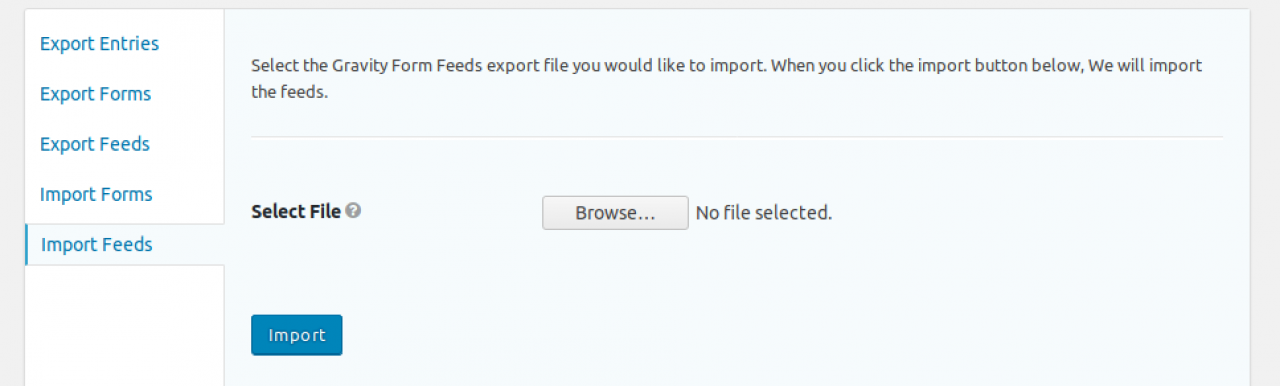 Export Entries
Export Forms
Export Feeds
Import Forms
Import Feeds
Select the Gravity Form Feeds export file you would like to import. When you click the import button below, We will import
the feeds.
Select File ?
Browse... No file selected.
Import